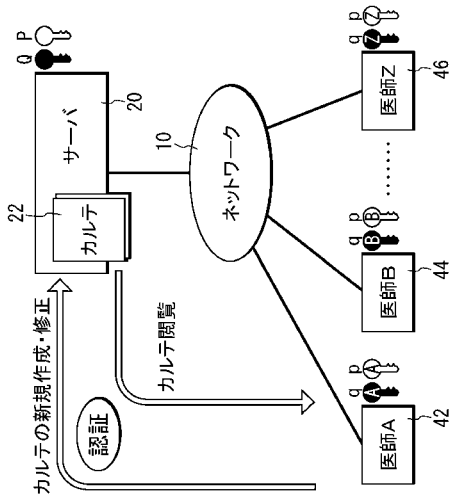 カルテの新規作成・修正
認証
カルテ閲覧
22
カルテ
サーバ
20
Q P
10
ネットワーク
q p
A A
医師A
42
q p
B B
医師B
44
………
q p
Z Z
医師Z
46